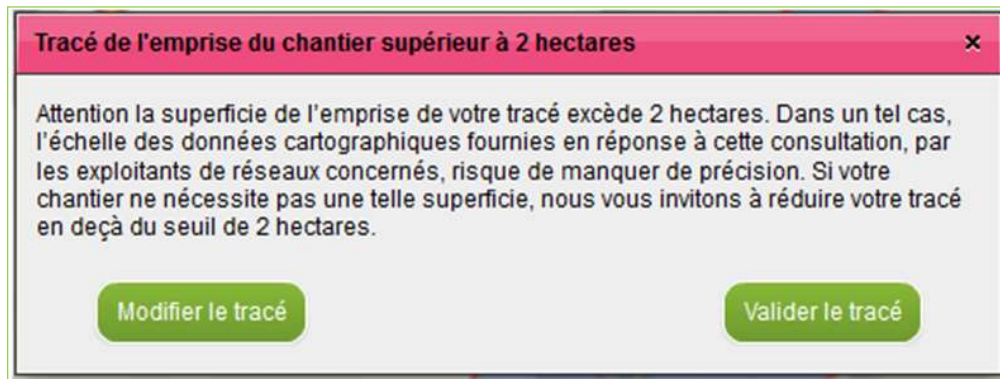 Tracé de l'emprise du chantier supérieur à 2 hectares
×
Attention la superficie de l'emprise de votre tracé excède 2 hectares. Dans un tel cas,
l'échelle des données cartographiques fournies en réponse à cette consultation, par
les exploitants de réseaux concernés, risque de manquer de précision. Si votre
chantier ne nécessite pas une telle superficie, nous vous invitons à réduire votre tracé
en deçà du seuil de 2 hectares.
Modifier le tracé
Valider le tracé